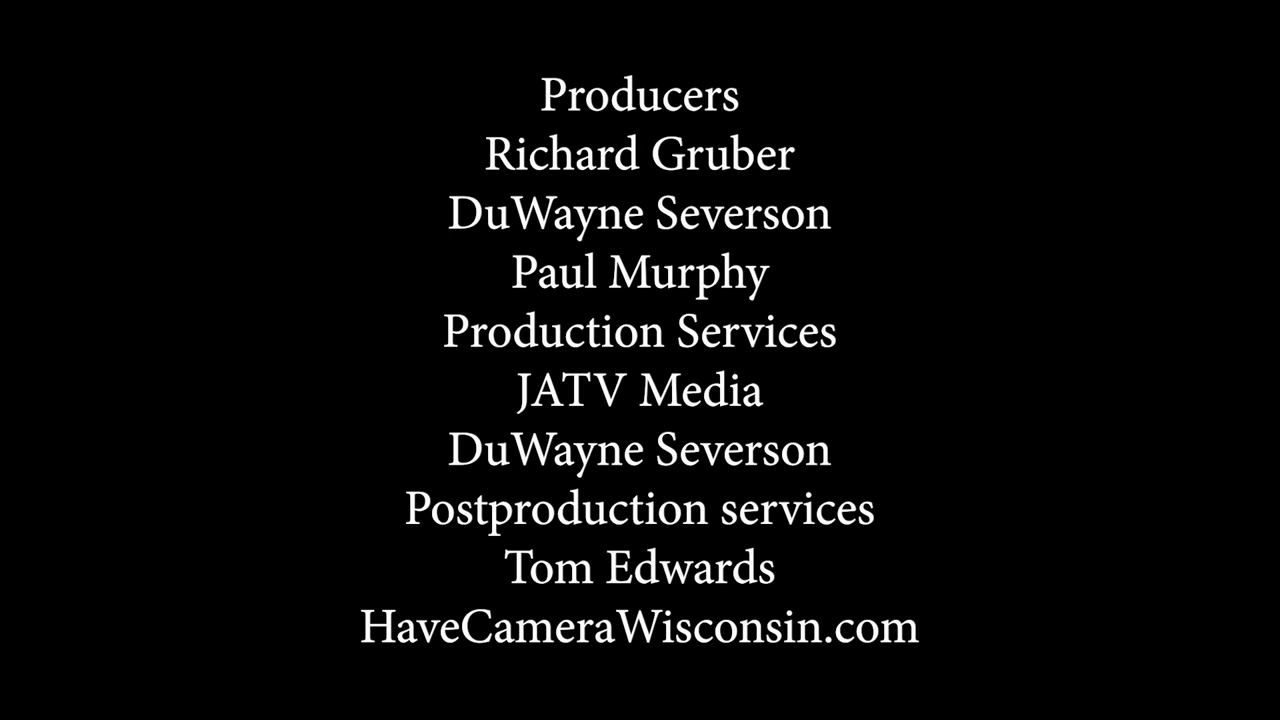 Producers
Richard Gruber
DuWayne Severson
Paul Murphy
Production Services
JATV Media
DuWayne Severson
Postproduction services
Tom Edwards
HaveCameraWisconsin.com